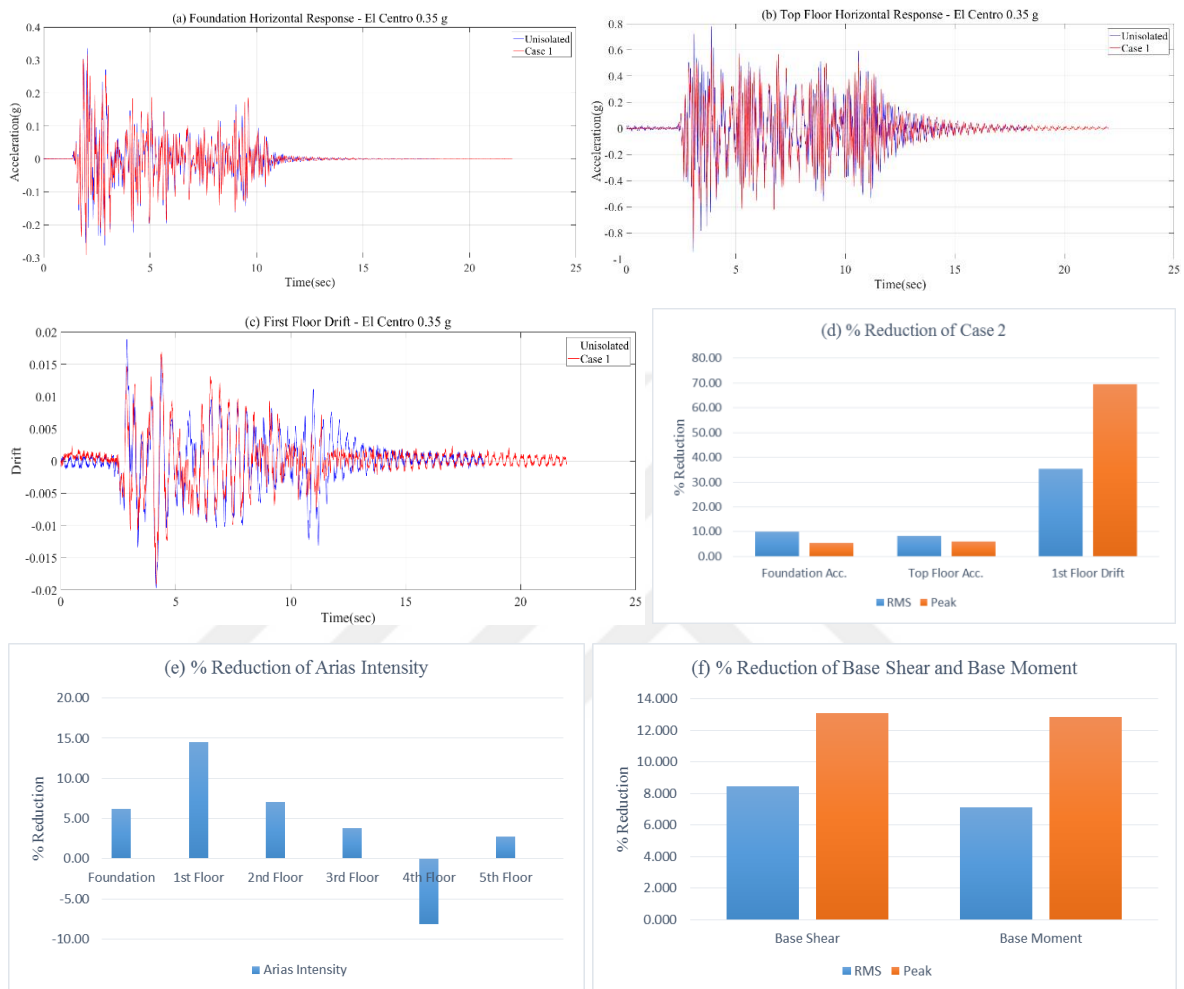 (a) Foundation Horizontal Response - El Centro 0.35 g
0.4
0.3
0.2
0.1
0
-0.1
-0.2
-0.3
Acceleration(g)
Unisolated
Case 1
0
5
10
15
20
25
Time(sec)
(b) Top Floor Horizontal Response - El Centro 0.35 g
0.8
0.6
0.4
0.2
0
-0.2
-0.4
-0.6
-0.8
-1
Acceleration(g)
Unisolated
Case 1
0
5
10
15
20
25
Time(sec)
(c) First Floor Drift - El Centro 0.35 g
0.02
0.015
0.01
0.005
0
-0.005
-0.01
-0.015
-0.02
Drift
Unisolated
Case 1
0
5
10
15
20
25
Time(sec)
(d) % Reduction of Case 2
80.00
70.00
60.00
50.00
40.00
30.00
20.00
10.00
0.00
% Reduction
Foundation Acc.
Top Floor Acc.
1st Floor Drift
RMS
Peak
(e) % Reduction of Arias Intensity
20.00
15.00
10.00
5.00
0.00
-5.00
-10.00
% Reduction
Foundation
1st Floor
2nd Floor
3rd Floor
4th Floor
5th Floor
Arias Intensity
(f) % Reduction of Base Shear and Base Moment
14.000
12.000
10.000
8.000
6.000
4.000
2.000
0.000
% Reduction
Base Shear
Base Moment
RMS
Peak